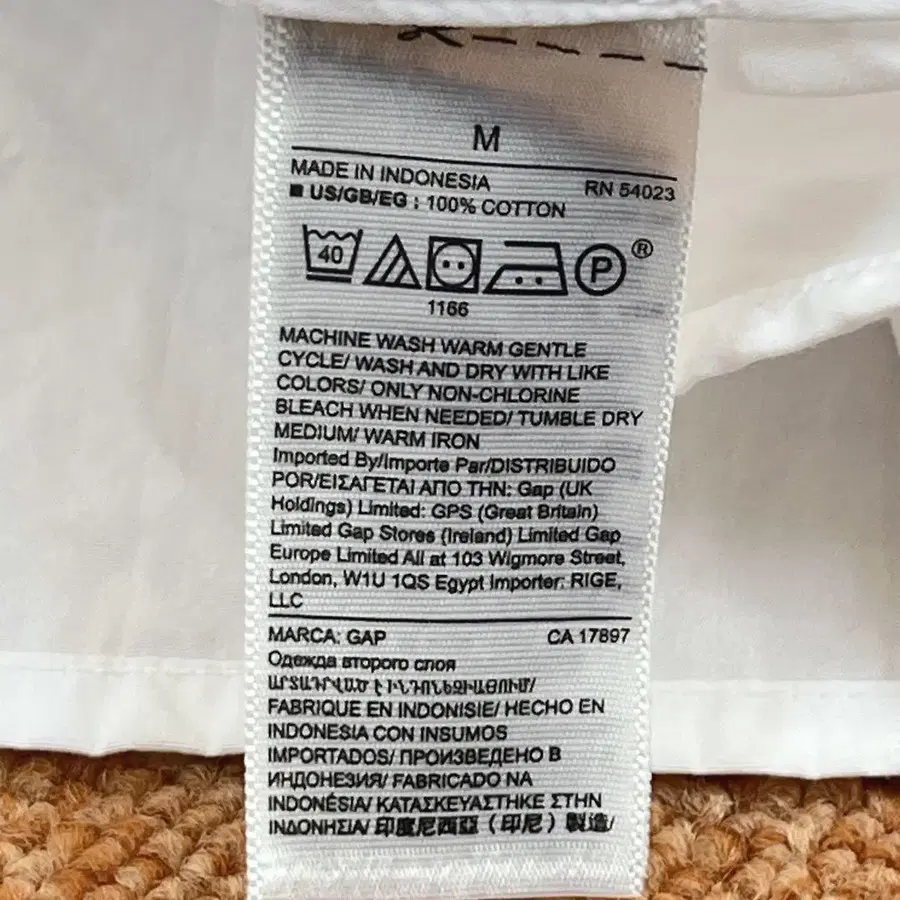 M
MADE IN INDONESIA RN 54023
■ US/GB/EG : 100% COTTON
40 P ®
1166
MACHINE WASH WARM GENTLE
CYCLE/ WASH AND DRY WITH LIKE
COLORS/ ONLY NON-CHLORINE
BLEACH WHEN NEEDED/ TUMBLE DRY
MEDIUM/ WARM IRON
Imported By/Importe Par/DISTRIBUIDO
POR/ΕΙΣΑΓΕΤΑΙ ΑΠΟ ΤΗΝ: Gap (UK
Holdings) Limited: GPS (Great Britain)
Limited Gap Stores (Ireland) Limited Gap
Europe Limited All at 103 Wigmore Street,
London, W1U 1QS Egypt Importer: RIGE,
LLC
MARCA: GAP CA 17897
Одежда второго слоя
ԱՐՏԱԴՐՎԱԾ Է ԻՆԴՈՆԵԶԻԱՅՈՒՄ/
FABRIQUE EN INDONISIE/ HECHO EN
INDONESIA CON INSUMOS
IMPORTADOS/ ПРОИЗВЕДЕНО В
ИНДОНЕЗИЯ/ FABRICADO NA
INDONÉSIA/ ΚΑΤΑΣΚΕΥΑΣΤΗΚΕ ΣΤΗΝ
ΙΝΔΟΝΗΣΙΑ/ 印度尼西亞（印尼）製造/